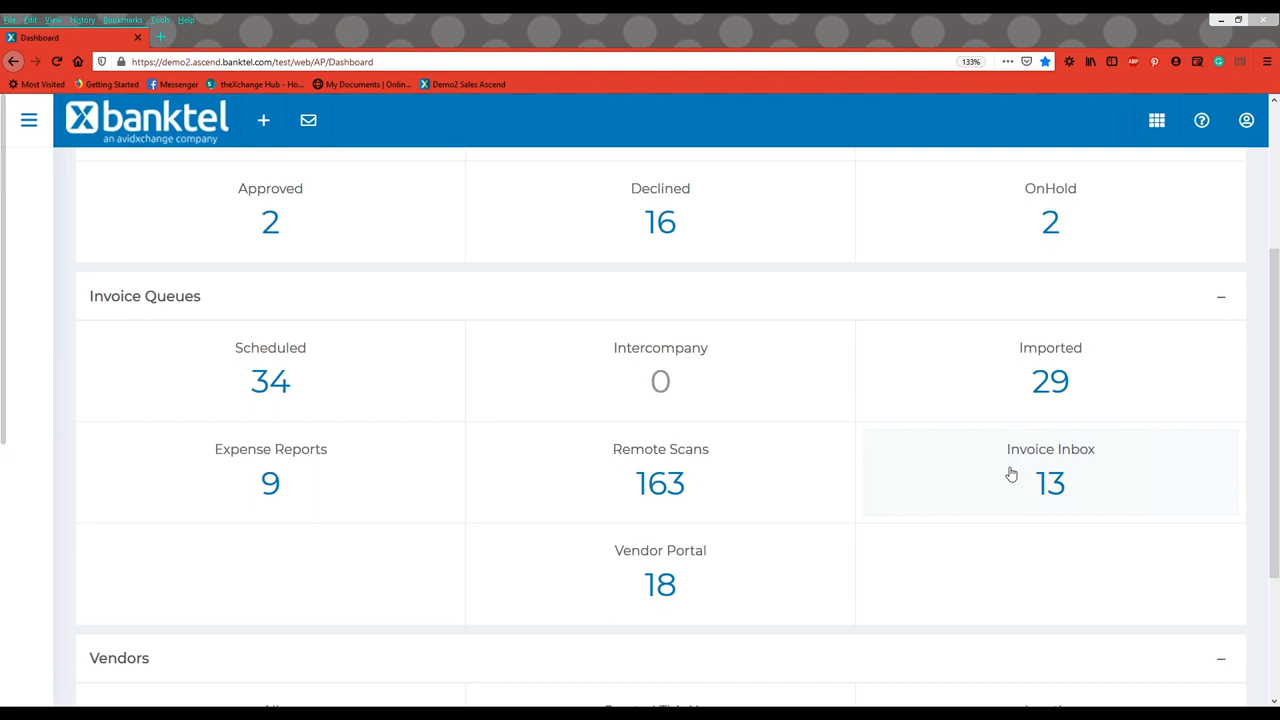 File Edit View History Bookmarks Tools Help
Dashboard
https://demo2.ascend.banktel.com/test/web/AP/Dashboard 133%
Most Visited Getting Started Messenger theXchange Hub - Ho... My Documents | Onlin... Demo2 Sales Ascend
banktel
an avidxchange company
Approved Declined OnHold
2 16 2
Invoice Queues
Scheduled Intercompany Imported
34 0 29
Expense Reports Remote Scans Invoice Inbox
9 163 13
Vendor Portal
18
Vendors